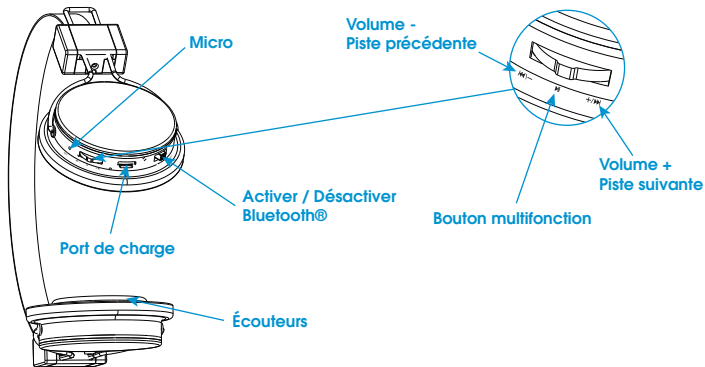 Micro
Volume -
Piste précédente
Volume +
Piste suivante
Bouton multifonction
Activer / Désactiver
Bluetooth®
Port de charge
Écouteurs